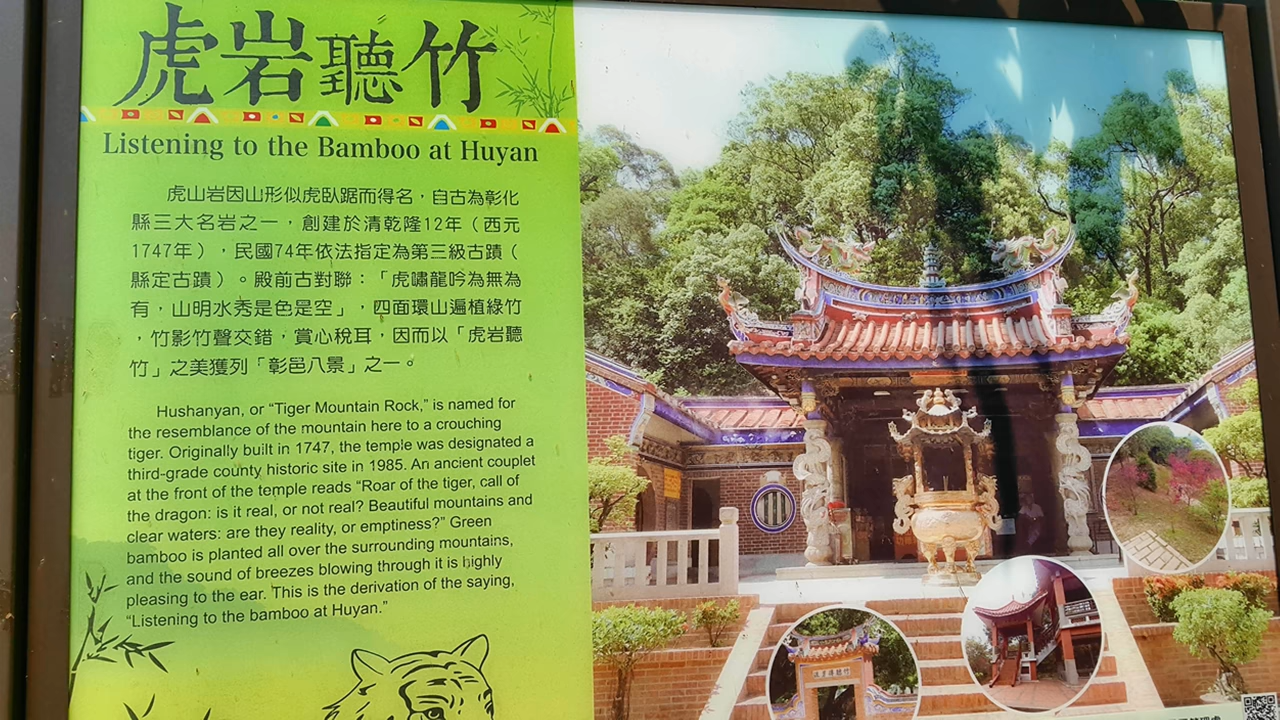 虎岩聽竹
Listening to the Bamboo at Huyan
虎山岩因山形似虎臥踞而得名，自古為彰化
縣三大名岩之一，創建於清乾隆12年（西元
1747年），民國74年依法指定為第三級古蹟（
縣定古蹟）。殿前古對聯：「虎嘯龍吟為無為
有，山明水秀是色是空」，四面環山遍植綠竹
，竹影竹聲交錯，賞心稅耳，因而以「虎岩聽
竹」之美獲列「彰邑八景」之一。
Hushanyan, or “Tiger Mountain Rock,” is named for
the resemblance of the mountain here to a crouching
tiger. Originally built in 1747, the temple was designated a
third-grade county historic site in 1985. An ancient couplet
at the front of the temple reads “Roar of the tiger, call of
the dragon: is it real, or not real? Beautiful mountains and
clear waters: are they reality, or emptiness?” Green
bamboo is planted all over the surrounding mountains,
and the sound of breezes blowing through it is highly
pleasing to the ear. This is the derivation of the saying,
“Listening to the bamboo at Huyan.”